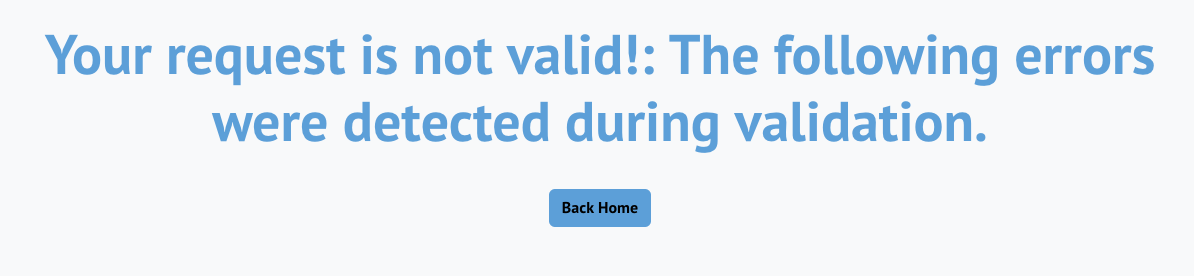 Your request is not valid!: The following errors
were detected during validation.
Back Home